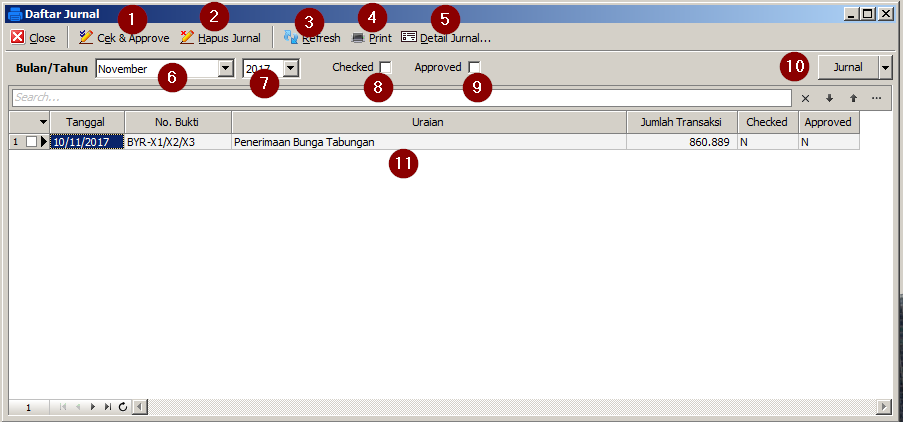 Daftar Jurnal
1 2 3 4 5
Close Cek & Approve Hapus Jurnal Refresh Print Detail Jurnal...
Bulan/Tahun November 2017 Checked Approved 10 Jurnal
6 7 8 9
Search...
Tanggal No. Bukti Uraian Jumlah Transaksi Checked Approved
1 10/11/2017 BYR-X1/X2/X3 Penerimaan Bunga Tabungan 860.889 N N
11
1